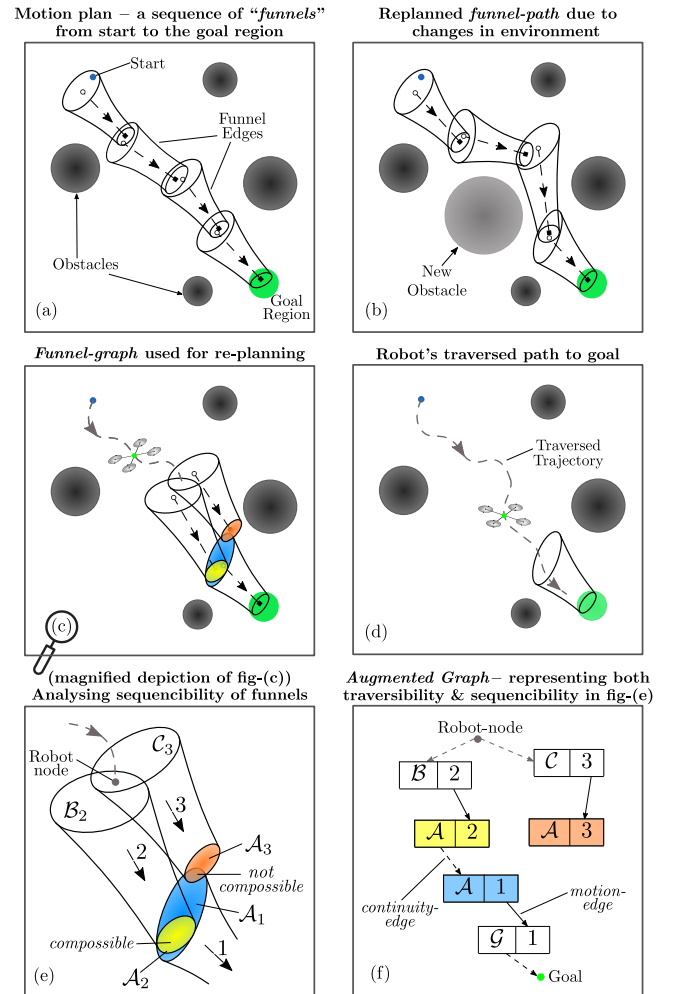 Motion plan – a sequence of “funnels”
from start to the goal region
Start
Funnel
Edges
Obstacles
Goal
Region
(a)
Replanned funnel-path due to
changes in environment
New
Obstacle
(b)
Funnel-graph used for re-planning
(c)
Robot's traversed path to goal
Traversed
Trajectory
(d)
(magnified depiction of fig-(c))
Analysing sequencibility of funnels
Robot
node
C₃
B₂
3
2
A₃
not
compossible
A₁
compossible
1
A₂
(e)
Augmented Graph– representing both
traversibility & sequencibility in fig-(e)
Robot-node
B 2
C 3
A 2
A 3
A 1
continuity-
edge
motion-
edge
G 1
Goal
(f)